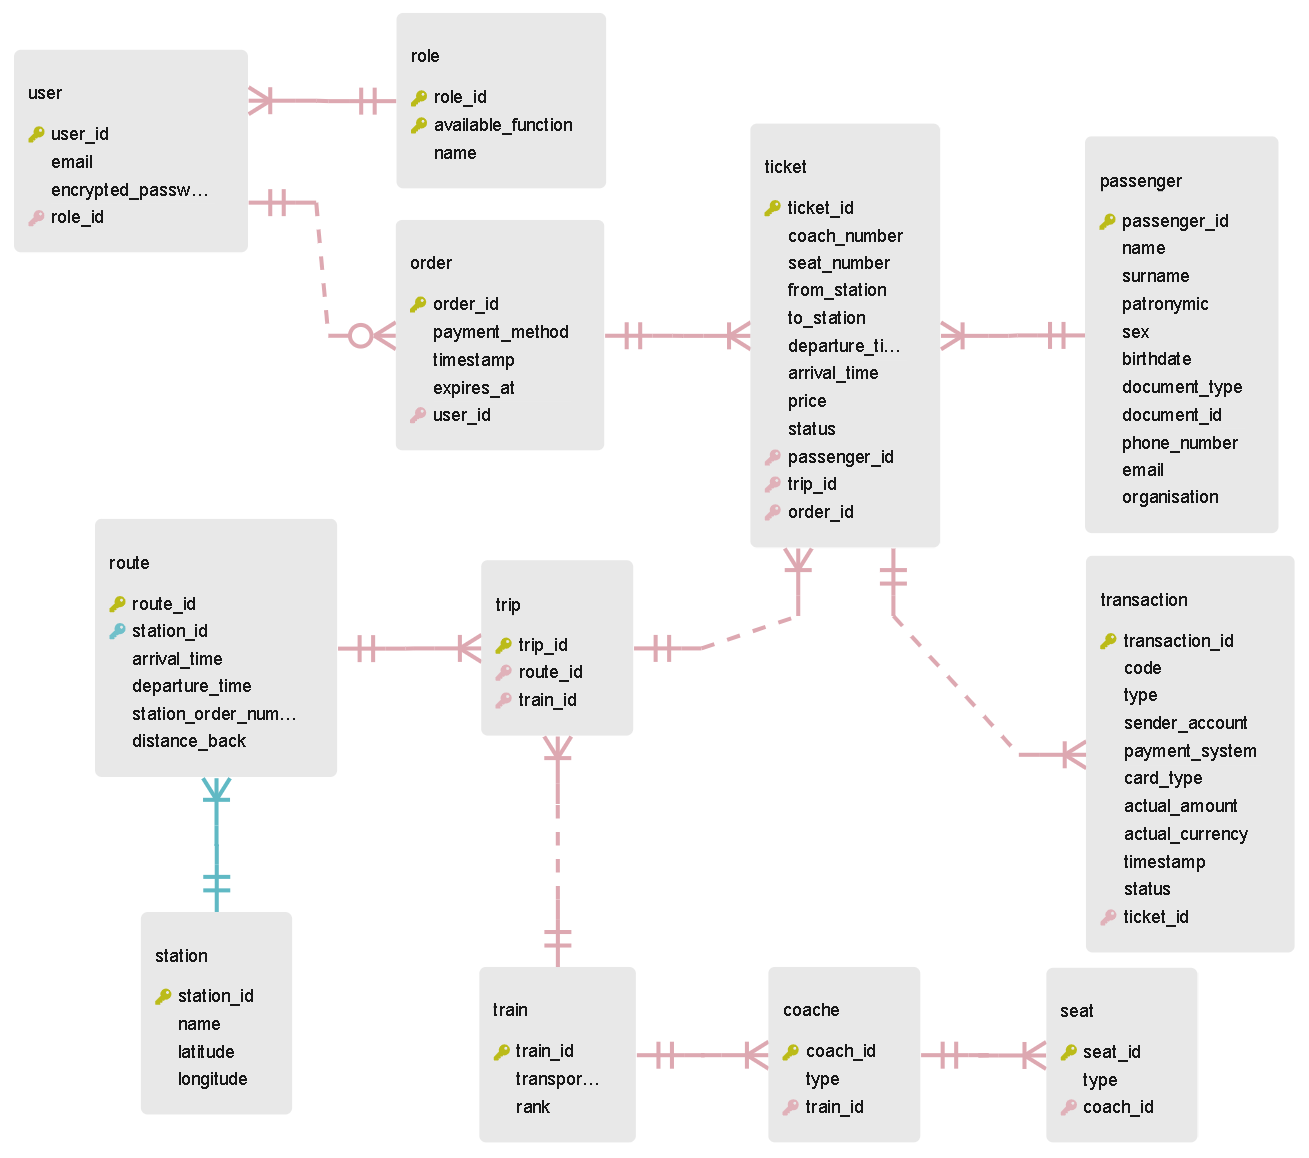 user
user_id
email
encrypted_passw...
role_id
role
role_id
available_function
name
order
order_id
payment_method
timestamp
expires_at
user_id
ticket
ticket_id
coach_number
seat_number
from_station
to_station
departure_ti...
arrival_time
price
status
passenger_id
trip_id
order_id
passenger
passenger_id
name
surname
patronymic
sex
birthdate
document_type
document_id
phone_number
email
organisation
route
route_id
station_id
arrival_time
departure_time
station_order_num...
distance_back
trip
trip_id
route_id
train_id
transaction
transaction_id
code
type
sender_account
payment_system
card_type
actual_amount
actual_currency
timestamp
status
ticket_id
station
station_id
name
latitude
longitude
train
train_id
transpor...
rank
coache
coach_id
type
train_id
seat
seat_id
type
coach_id